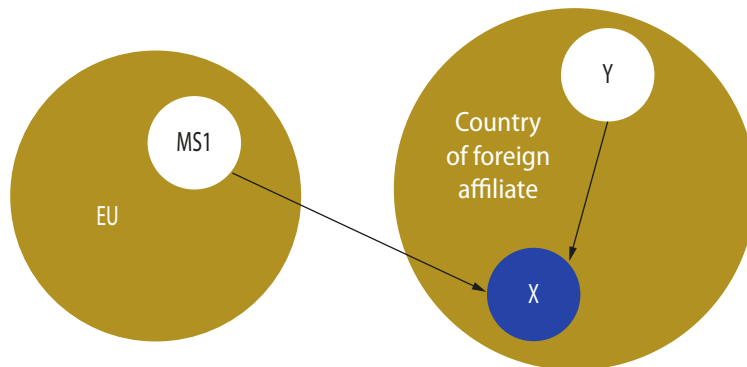 Y
Country
of foreign
affiliate
MS1
EU
X